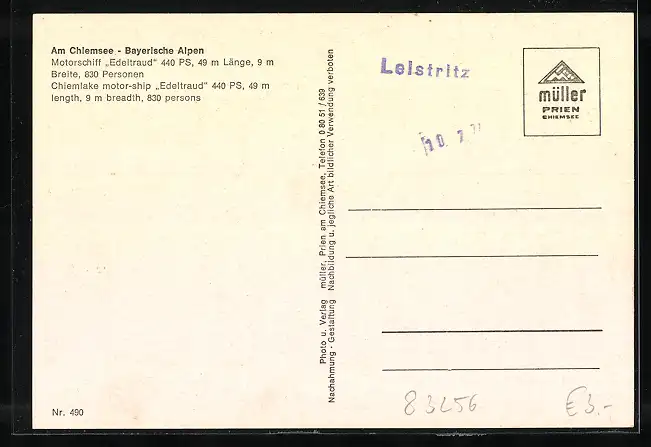 Am Chiemsee - Bayerische Alpen
Motorschiff „Edeltraud" 440 PS, 49 m Länge, 9 m
Breite, 830 Personen
Chiemlake motor-ship „Edeltraud" 440 PS, 49 m
length, 9 m breadth, 830 persons
Nr. 490
Photo u. Verlag müller, Prien am Chiemsee, Telefon 0 80 51 / 639
Nachahmung - Gestaltung Nachbildung u. jegliche Art bildlicher Verwendung verboten
Leistritz
müller
PRIEN
CHIEMSEE
83256
€3.-